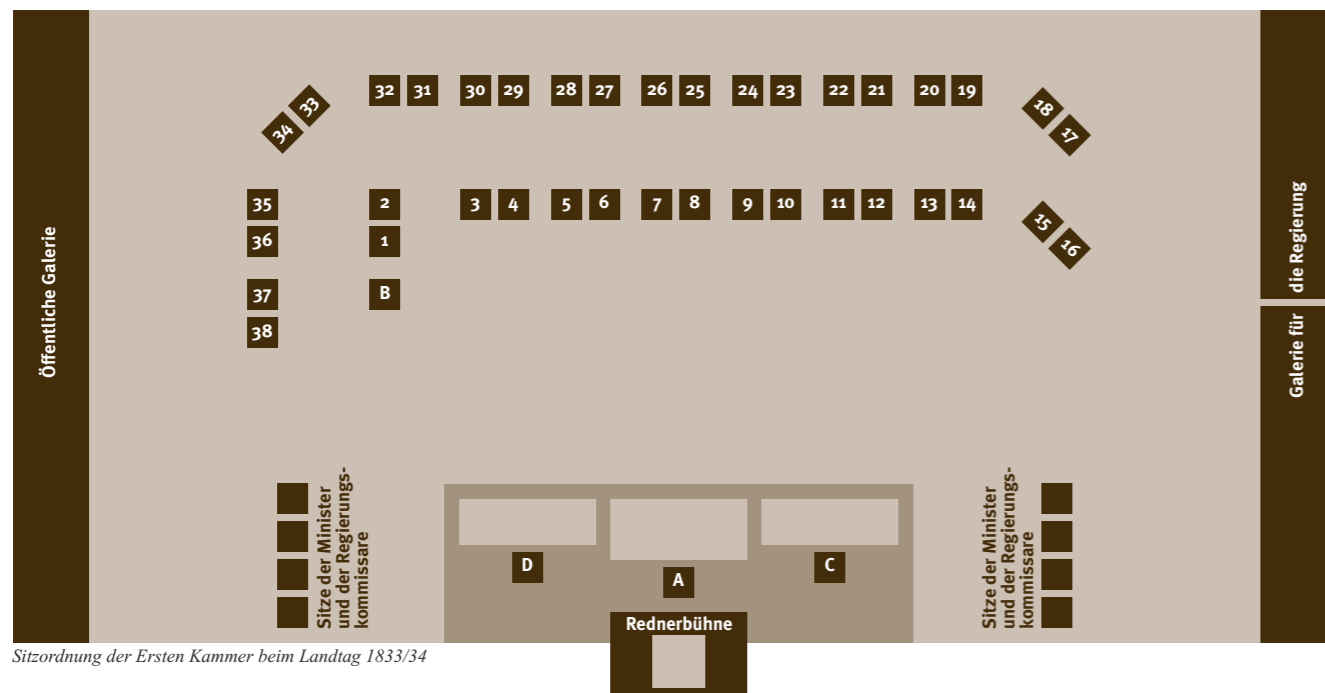 32 31 30 29 28 27 26 25 24 23 22 21 20 19
33
34
18
17
35 2 3 4 5 6 7 8 9 10 11 12 13 14
36 1
15
16
37 B
38
Öffentliche Galerie
die Regierung
Galerie für
Sitze der Minister
und der Regierungs-
kommissare
D A C
Sitze der Minister
und der Regierungs-
kommissare
Rednerbühne
Sitzordnung der Ersten Kammer beim Landtag 1833/34